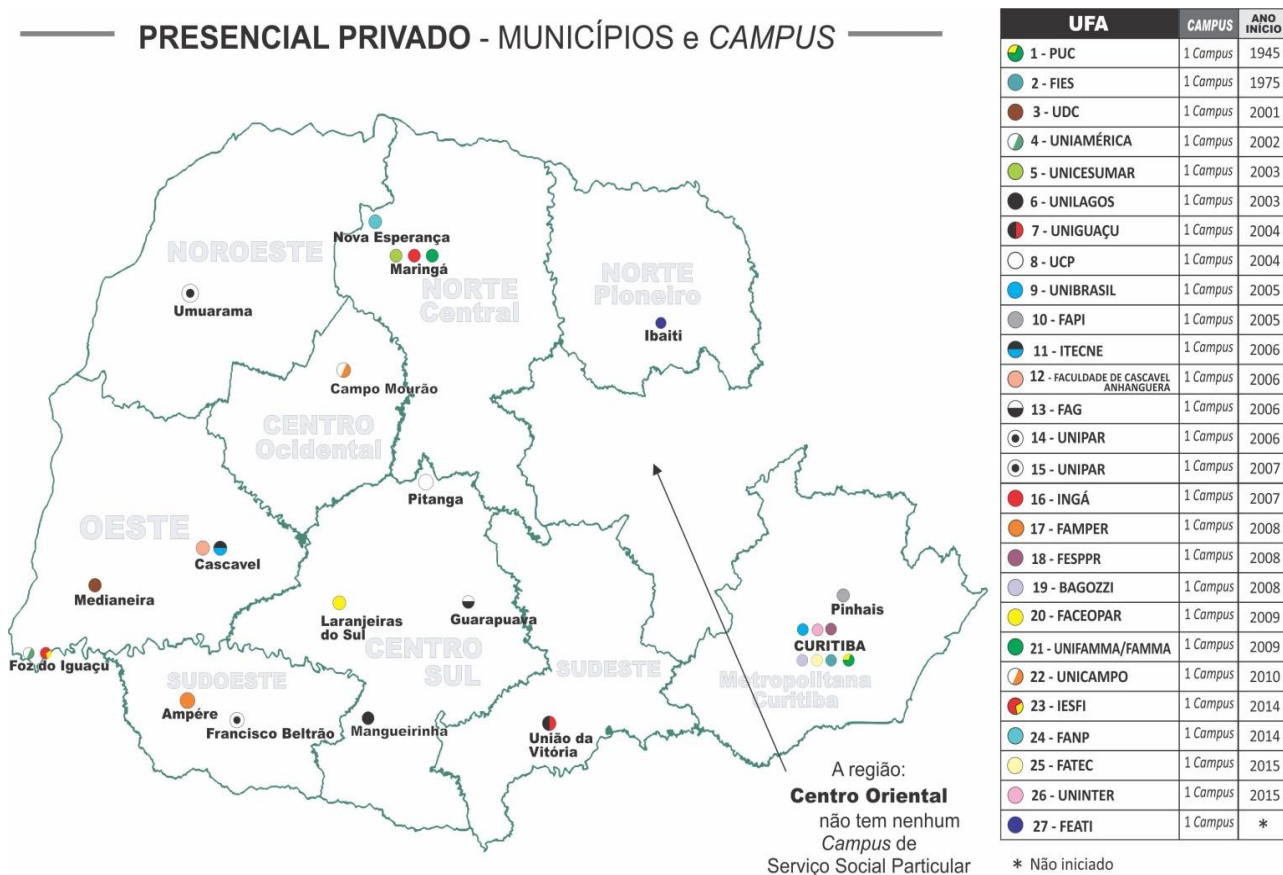 PRESENCIAL PRIVADO - MUNICÍPIOS e CAMPUS
NOROESTE
Nova Esperança
Maringá
NORTE
Central
NORTE
Pioneiro
Umuarama
Ibaiti
Campo Mourão
CENTRO
Ocidental
Pitanga
OESTE
Cascavel
Medianeira
Laranjeiras
do Sul
Guarapuava
Pinhais
CURITIBA
Metropolitana
Curitiba
CENTRO
SUL
SUDESTE
Foz do Iguaçu
SUDOESTE
Ampére
Francisco Beltrão
Mangueirinha
União da
Vitória
A região:
Centro Oriental
não tem nenhum
Campus de
Serviço Social Particular
UFA CAMPUS ANO INÍCIO
1 - PUC 1 Campus 1945
2 - FIES 1 Campus 1975
3 - UDC 1 Campus 2001
4 - UNIAMÉRICA 1 Campus 2002
5 - UNICESUMAR 1 Campus 2003
6 - UNILAGOS 1 Campus 2003
7 - UNIGUAÇU 1 Campus 2004
8 - UCP 1 Campus 2004
9 - UNIBRASIL 1 Campus 2005
10 - FAPI 1 Campus 2005
11 - ITECNE 1 Campus 2006
12 - FACULDADE DE CASCAVEL ANHANGUERA 1 Campus 2006
13 - FAG 1 Campus 2006
14 - UNIPAR 1 Campus 2006
15 - UNIPAR 1 Campus 2007
16 - INGÁ 1 Campus 2007
17 - FAMPER 1 Campus 2008
18 - FESPPR 1 Campus 2008
19 - BAGOZZI 1 Campus 2008
20 - FACEOPAR 1 Campus 2009
21 - UNIFAMMA/FAMMA 1 Campus 2009
22 - UNICAMPO 1 Campus 2010
23 - IESFI 1 Campus 2014
24 - FANP 1 Campus 2014
25 - FATEC 1 Campus 2015
26 - UNINTER 1 Campus 2015
27 - FEATI 1 Campus *
* Não iniciado